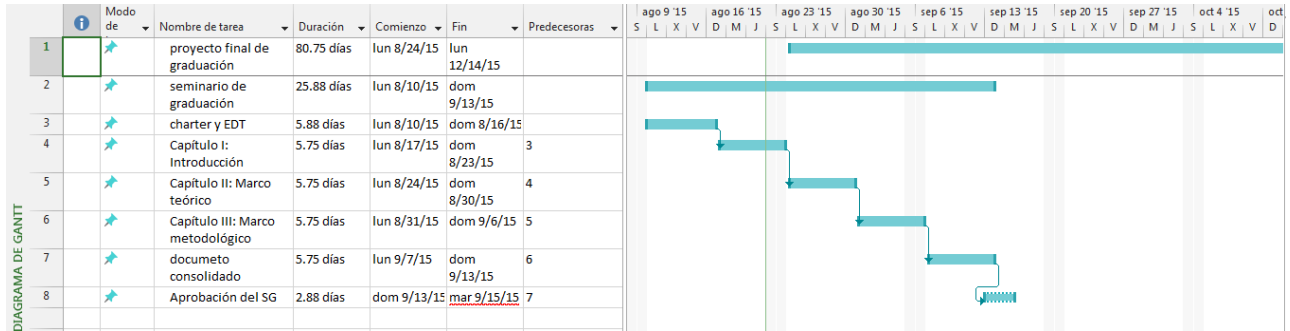 Modo de Nombre de tarea Duración Comienzo Fin Predecesoras
ago 9 '15 ago 16 '15 ago 23 '15 ago 30 '15 sep 6 '15 sep 13 '15 sep 20 '15 sep 27 '15 oct 4 '15 oct
S L X V D M J S L X V D M J S L X V D M J S L X V D
1 proyecto final de graduación 80.75 días lun 8/24/15 lun 12/14/15
2 seminario de graduación 25.88 días lun 8/10/15 dom 9/13/15
3 charter y EDT 5.88 días lun 8/10/15 dom 8/16/15
4 Capítulo I: Introducción 5.75 días lun 8/17/15 dom 8/23/15 3
5 Capítulo II: Marco teórico 5.75 días lun 8/24/15 dom 8/30/15 4
6 Capítulo III: Marco metodológico 5.75 días lun 8/31/15 dom 9/6/15 5
7 documeto consolidado 5.75 días lun 9/7/15 dom 9/13/15 6
8 Aprobación del SG 2.88 días dom 9/13/15 mar 9/15/15 7
DIAGRAMA DE GANTT